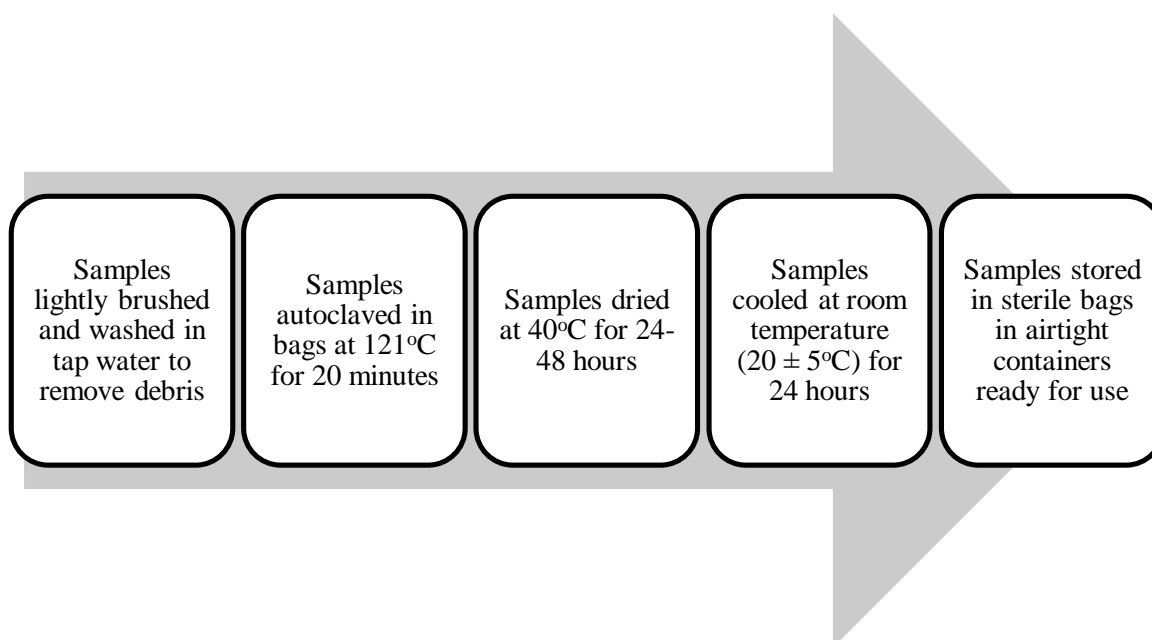 Samples
lightly brushed
and washed in
tap water to
remove debris
Samples
autoclaved in
bags at 121°C
for 20 minutes
Samples dried
at 40°C for 24-
48 hours
Samples
cooled at room
temperature
(20 ± 5°C) for
24 hours
Samples stored
in sterile bags
in airtight
containers
ready for use